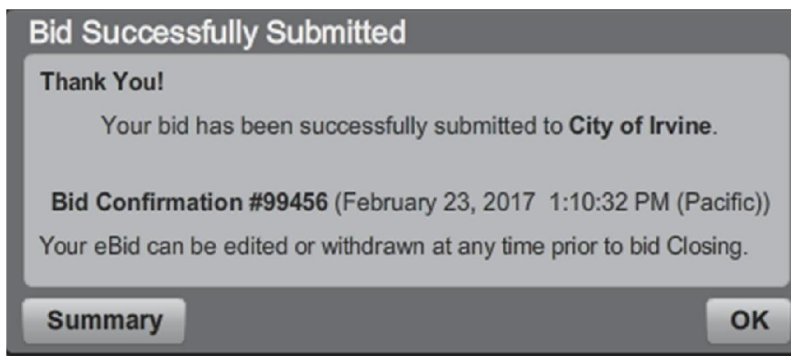 Bid Successfully Submitted
Thank You!
Your bid has been successfully submitted to City of Irvine.
Bid Confirmation #99456 (February 23, 2017 1:10:32 PM (Pacific))
Your eBid can be edited or withdrawn at any time prior to bid Closing.
Summary
OK